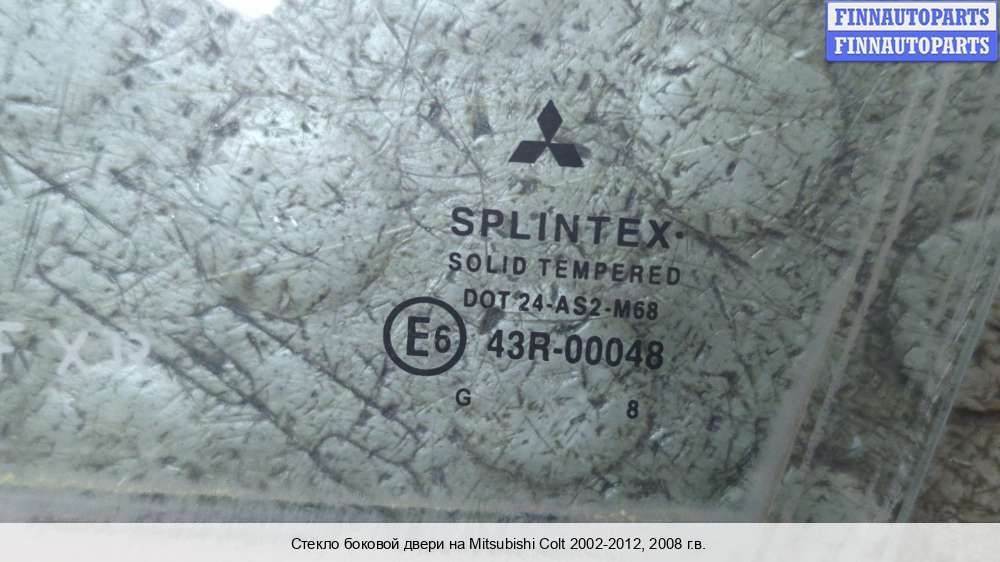 FINNAUTOPARTS
FINNAUTOPARTS
SPLINTEX
SOLID TEMPERED
DOT 24-AS2-M68
E6 43R-00048
G 8
Стекло боковой двери на Mitsubishi Colt 2002-2012, 2008 г.в.